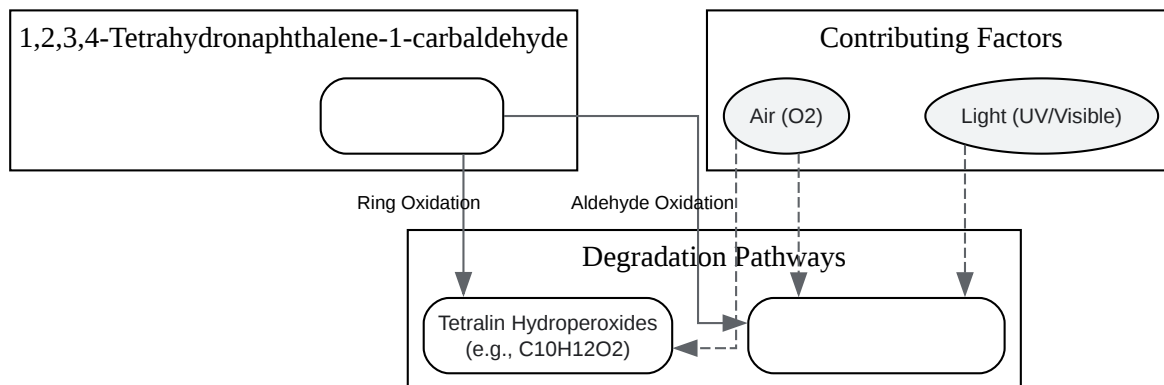 1,2,3,4-Tetrahydronaphthalene-1-carbaldehyde
Contributing Factors
Air (O2)
Light (UV/Visible)
Ring Oxidation
Aldehyde Oxidation
Degradation Pathways
Tetralin Hydroperoxides
(e.g., C10H12O2)